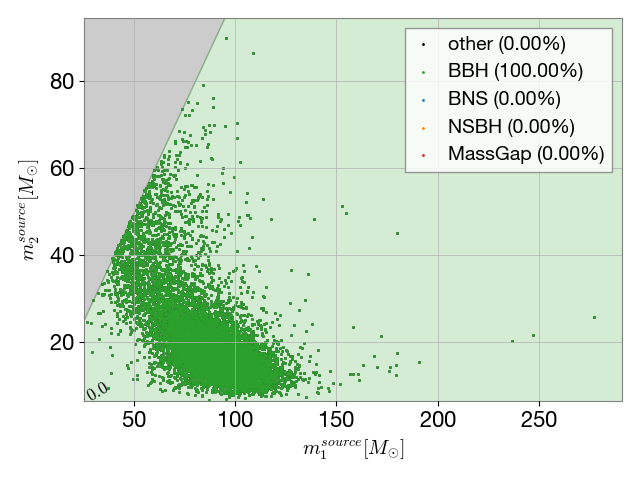 other (0.00%)
BBH (100.00%)
BNS (0.00%)
NSBH (0.00%)
MassGap (0.00%)
80
60
40
20
0.0
50
100
150
200
250
m_2^{source}[M_☉]
m_1^{source}[M_☉]